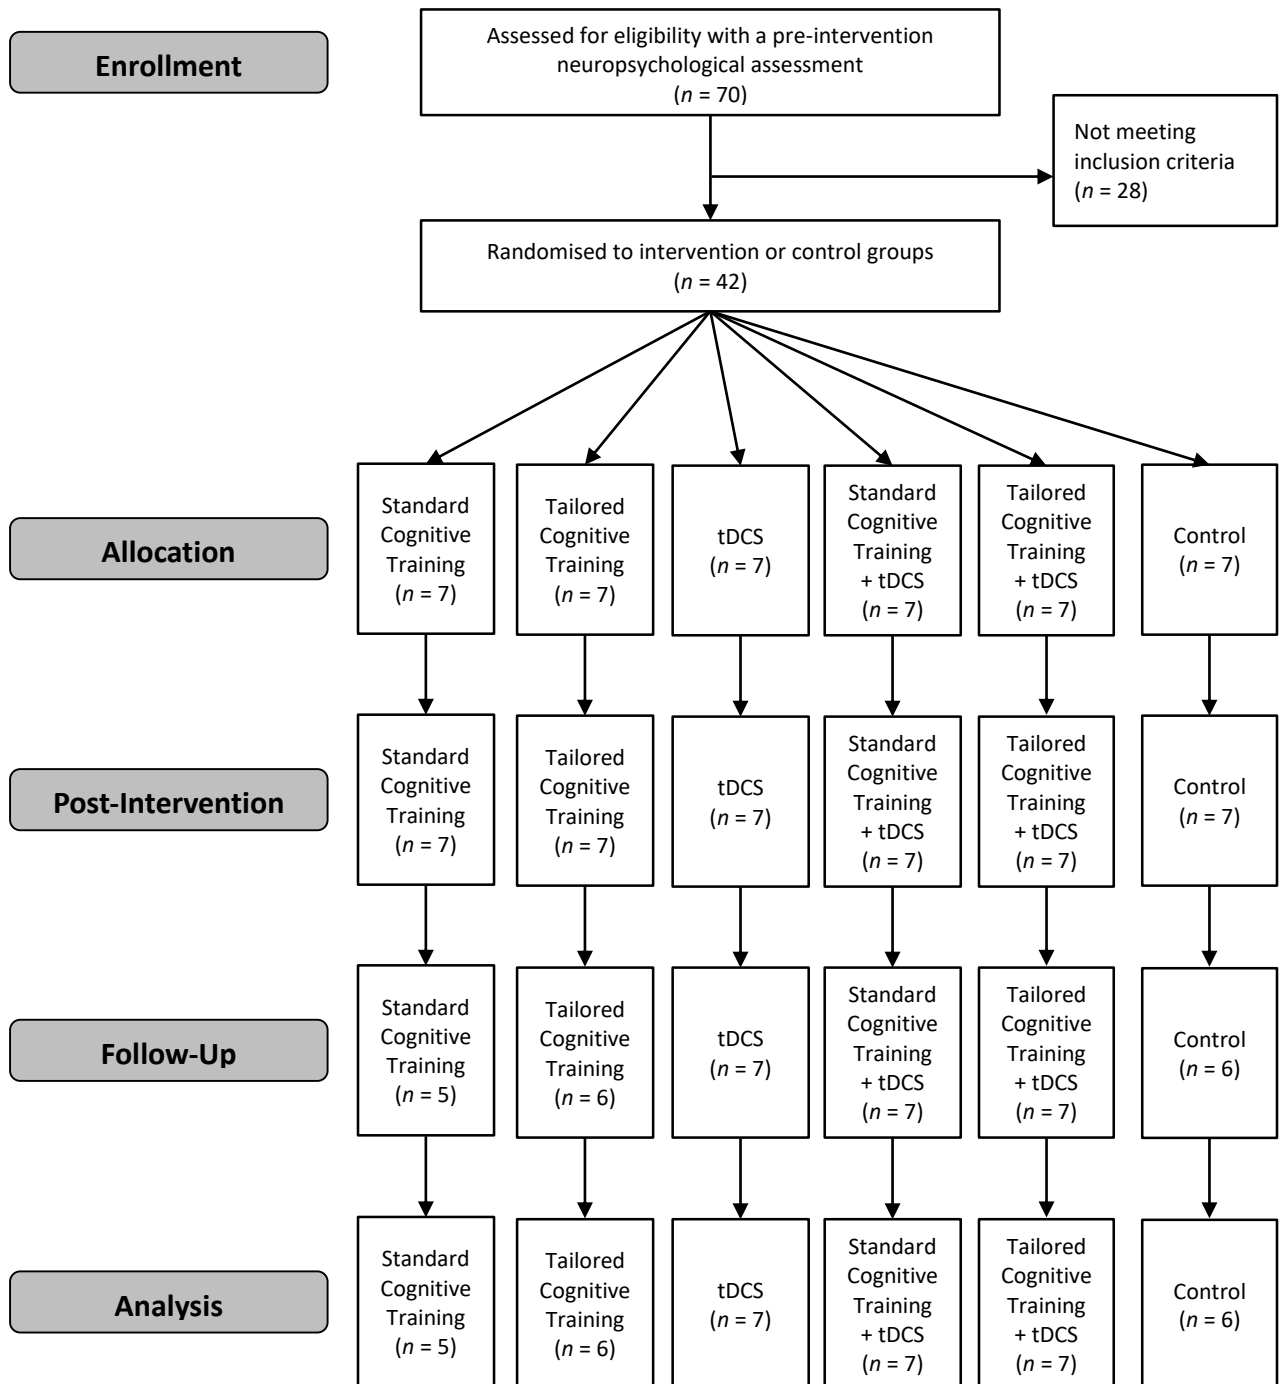 Enrollment
Assessed for eligibility with a pre-intervention
neuropsychological assessment
(n = 70)
Not meeting
inclusion criteria
(n = 28)
Randomised to intervention or control groups
(n = 42)
Allocation
Standard
Cognitive
Training
(n = 7)
Tailored
Cognitive
Training
(n = 7)
tDCS
(n = 7)
Standard
Cognitive
Training
+ tDCS
(n = 7)
Tailored
Cognitive
Training
+ tDCS
(n = 7)
Control
(n = 7)
Post-Intervention
Standard
Cognitive
Training
(n = 7)
Tailored
Cognitive
Training
(n = 7)
tDCS
(n = 7)
Standard
Cognitive
Training
+ tDCS
(n = 7)
Tailored
Cognitive
Training
+ tDCS
(n = 7)
Control
(n = 7)
Follow-Up
Standard
Cognitive
Training
(n = 5)
Tailored
Cognitive
Training
(n = 6)
tDCS
(n = 7)
Standard
Cognitive
Training
+ tDCS
(n = 7)
Tailored
Cognitive
Training
+ tDCS
(n = 7)
Control
(n = 6)
Analysis
Standard
Cognitive
Training
(n = 5)
Tailored
Cognitive
Training
(n = 6)
tDCS
(n = 7)
Standard
Cognitive
Training
+ tDCS
(n = 7)
Tailored
Cognitive
Training
+ tDCS
(n = 7)
Control
(n = 6)